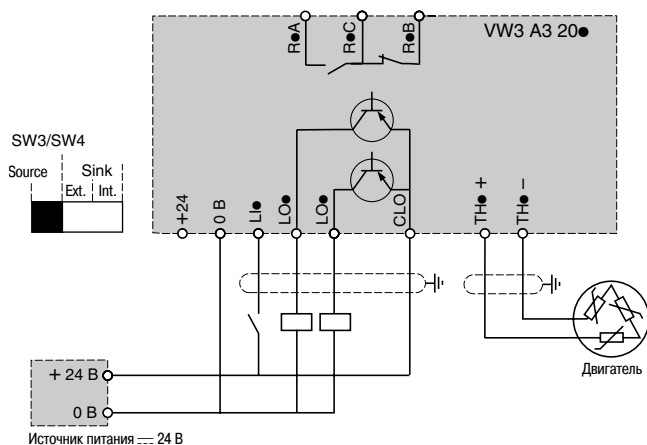 R●A
R●C
R●B
VW3 A3 20●
SW3/SW4
Source
Sink
Ext.
Int.
+24
0 В
LI●
LO●
LO●
CLO
TH● +
TH● –
+ 24 В
0 В
Двигатель
Источник питания ⎓ 24 В